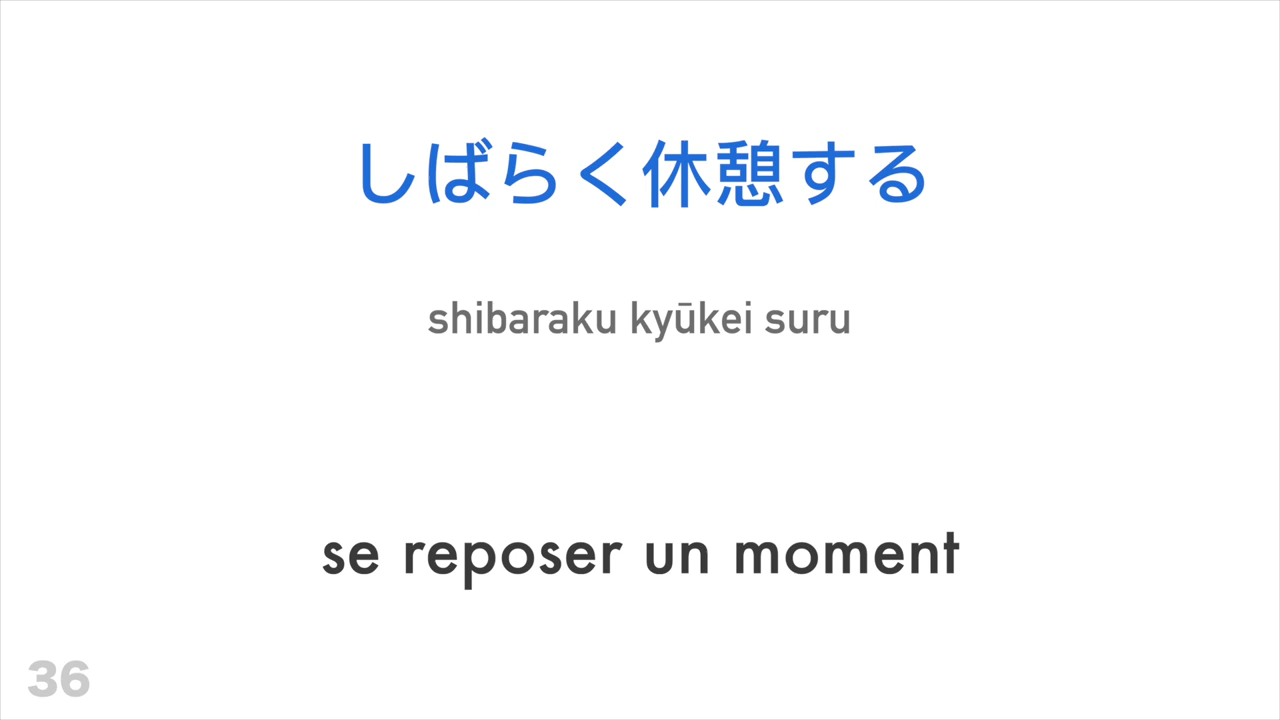 しばらく休憩する
shibaraku kyūkei suru
se reposer un moment
36